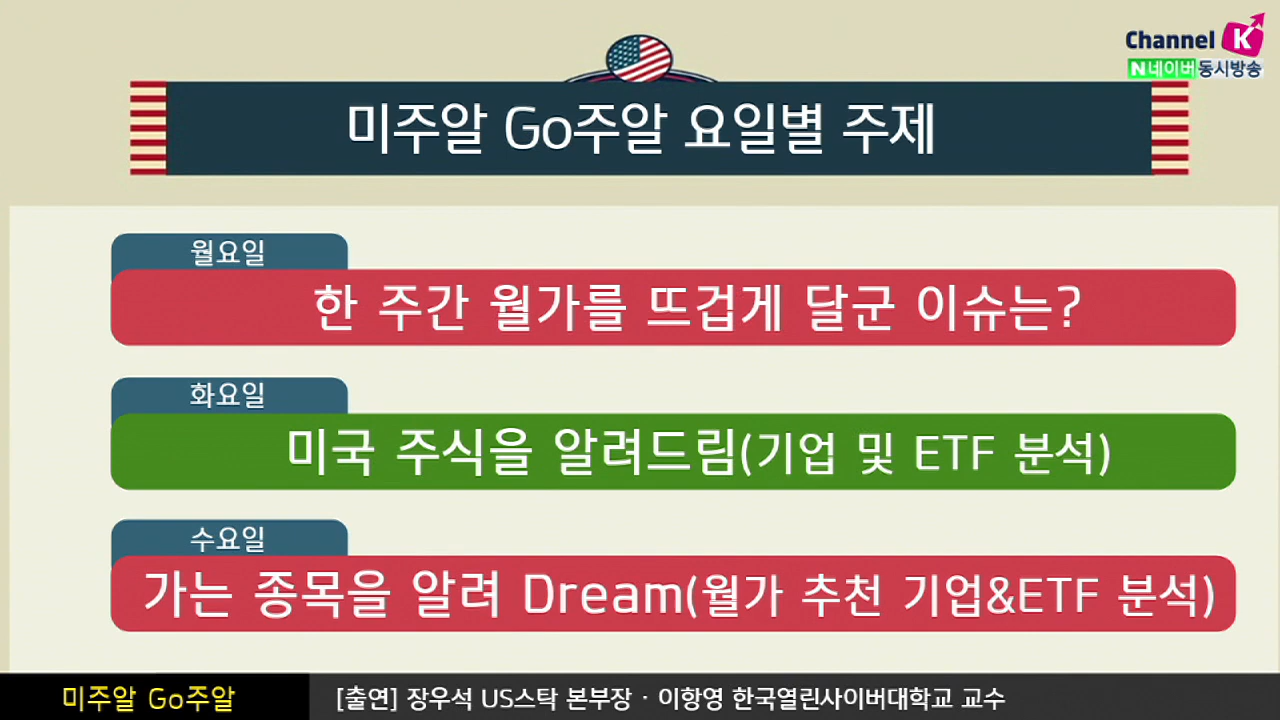 Channel K
N네이버 동시방송
미주알 Go주알 요일별 주제
월요일
한 주간 월가를 뜨겁게 달군 이슈는?
화요일
미국 주식을 알려드림(기업 및 ETF 분석)
수요일
가는 종목을 알려 Dream(월가 추천 기업&ETF 분석)
미주알 Go주알
[출연] 장우석 US스탁 본부장 · 이항영 한국열린사이버대학교 교수